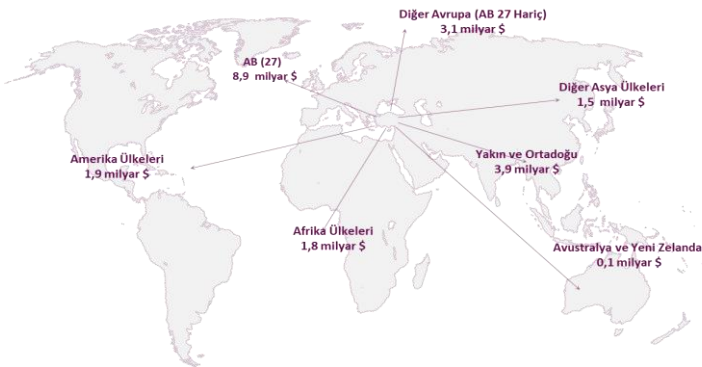 Diğer Avrupa (AB 27 Hariç)
3,1 milyar $
AB (27)
8,9 milyar $
Diğer Asya Ülkeleri
1,5 milyar $
Amerika Ülkeleri
1,9 milyar $
Yakın ve Ortadoğu
3,9 milyar $
Afrika Ülkeleri
1,8 milyar $
Avustralya ve Yeni Zelanda
0,1 milyar $